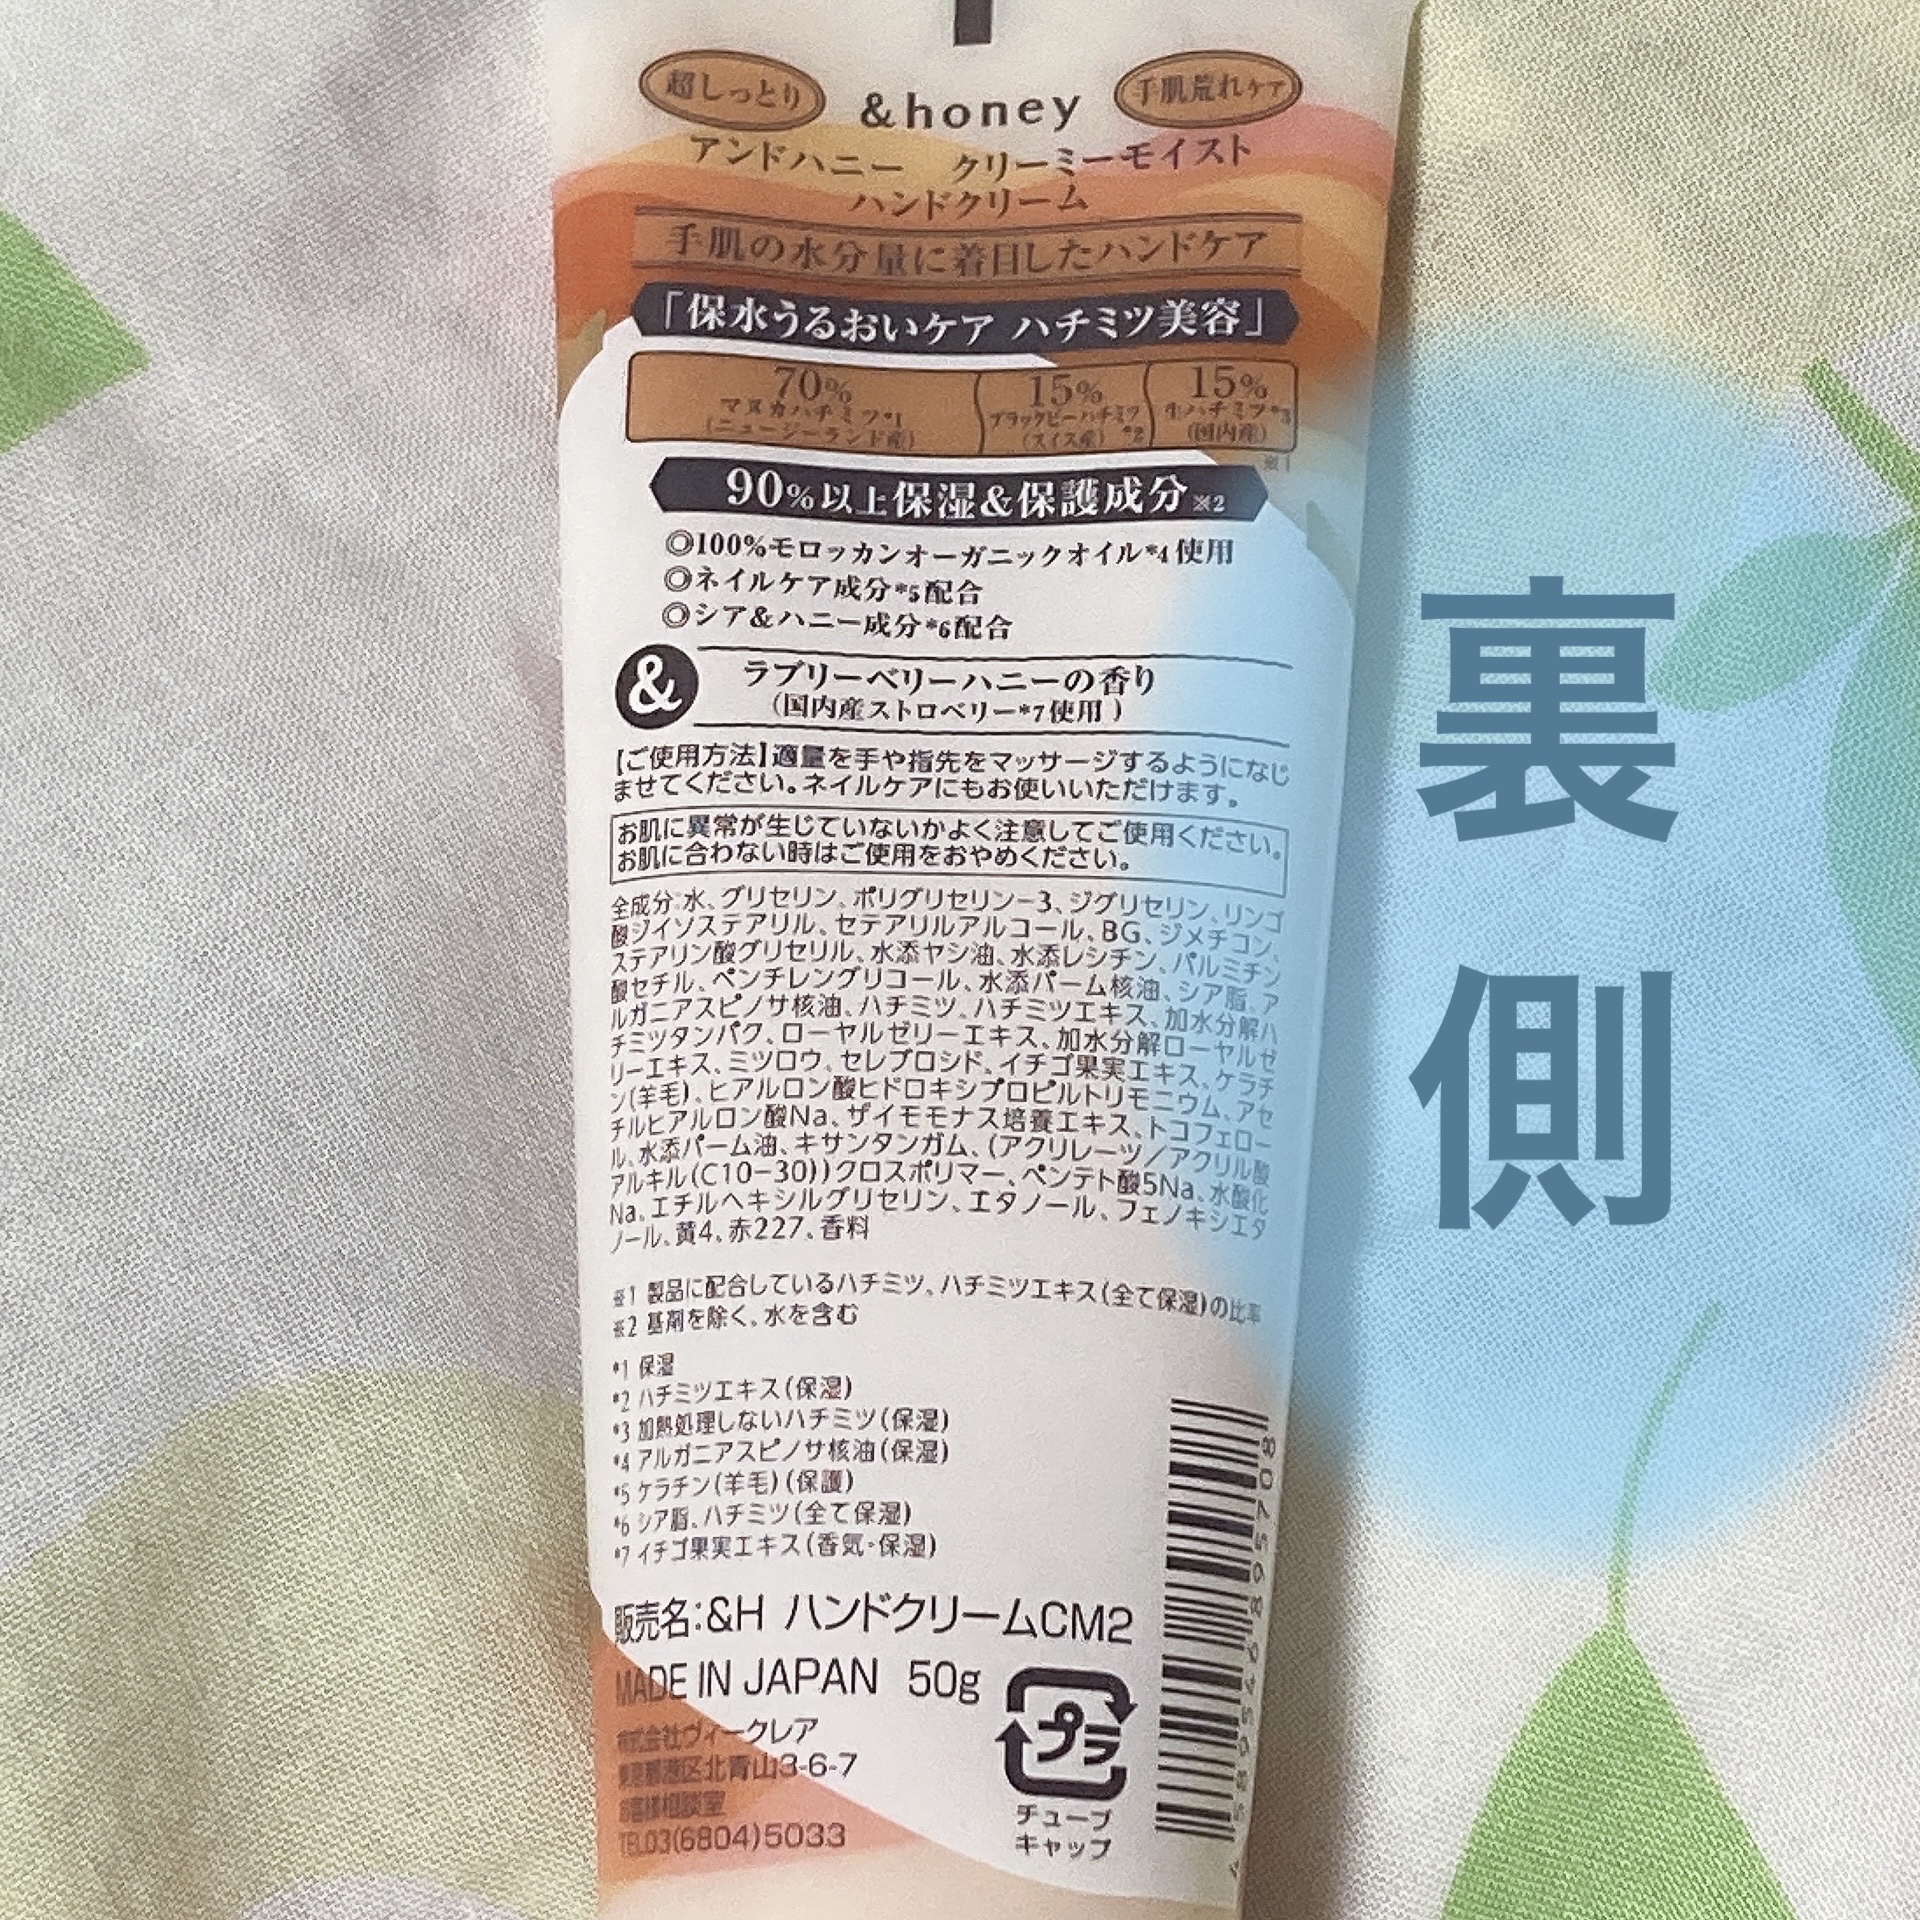 超しっとり
&honey
手肌荒れケア
アンドハニー クリーミーモイスト
ハンドクリーム
手肌の水分量に着目したハンドケア
「保水うるおいケア ハチミツ美容」
70% 15% 15%
マヌカハチミツ*1 ブラックビーハチミツ*2 生ハチミツ*3
(ニュージーランド産) (スイス産) (国内産)
※1
90%以上保湿&保護成分※2
◎100%モロッカンオーガニックオイル*4使用
◎ネイルケア成分*5配合
◎シア&ハニー成分*6配合
& ラブリーベリーハニーの香り
(国内産ストロベリー*7使用)
【ご使用方法】適量を手や指先をマッサージするようになじ
ませてください。ネイルケアにもお使いいただけます。
お肌に異常が生じていないかよく注意してご使用ください。
お肌に合わない時はご使用をおやめください。
全成分:水、グリセリン、ポリグリセリン-3、ジグリセリン、リンゴ
酸ジイソステアリル、セテアリルアルコール、BG、ジメチコン、
ステアリン酸グリセリル、水添ヤシ油、水添レシチン、パルミチン
酸セチル、ペンチレングリコール、水添パーム核油、シア脂、ア
ルガニアスピノサ核油、ハチミツ、ハチミツエキス、加水分解ハ
チミツタンパク、ローヤルゼリーエキス、加水分解ローヤルゼ
リーエキス、ミツロウ、セレブロシド、イチゴ果実エキス、ケラチ
ン(羊毛)、ヒアルロン酸ヒドロキシプロピルトリモニウム、アセ
チルヒアルロン酸Na、ザイモモナス培養エキス、トコフェロー
ル、水添パーム油、キサンタンガム、(アクリレーツ/アクリル酸
アルキル(C10-30))クロスポリマー、ペンテト酸5Na、水酸化
Na、エチルヘキシルグリセリン、エタノール、フェノキシエタ
ノール、黄4、赤227、香料
※1 製品に配合しているハチミツ、ハチミツエキス(全て保湿)の比率
※2 基剤を除く、水を含む
*1 保湿
*2 ハチミツエキス(保湿)
*3 加熱処理しないハチミツ(保湿)
*4 アルガニアスピノサ核油(保湿)
*5 ケラチン(羊毛)(保護)
*6 シア脂、ハチミツ(全て保湿)
*7 イチゴ果実エキス(香気・保湿)
販売名:&H ハンドクリームCM2
MADE IN JAPAN 50g
株式会社ヴィークレア
東京都港区北青山3-6-7
お客様相談室
TEL03(6804)5033
プラ
チューブ
キャップ
裏側